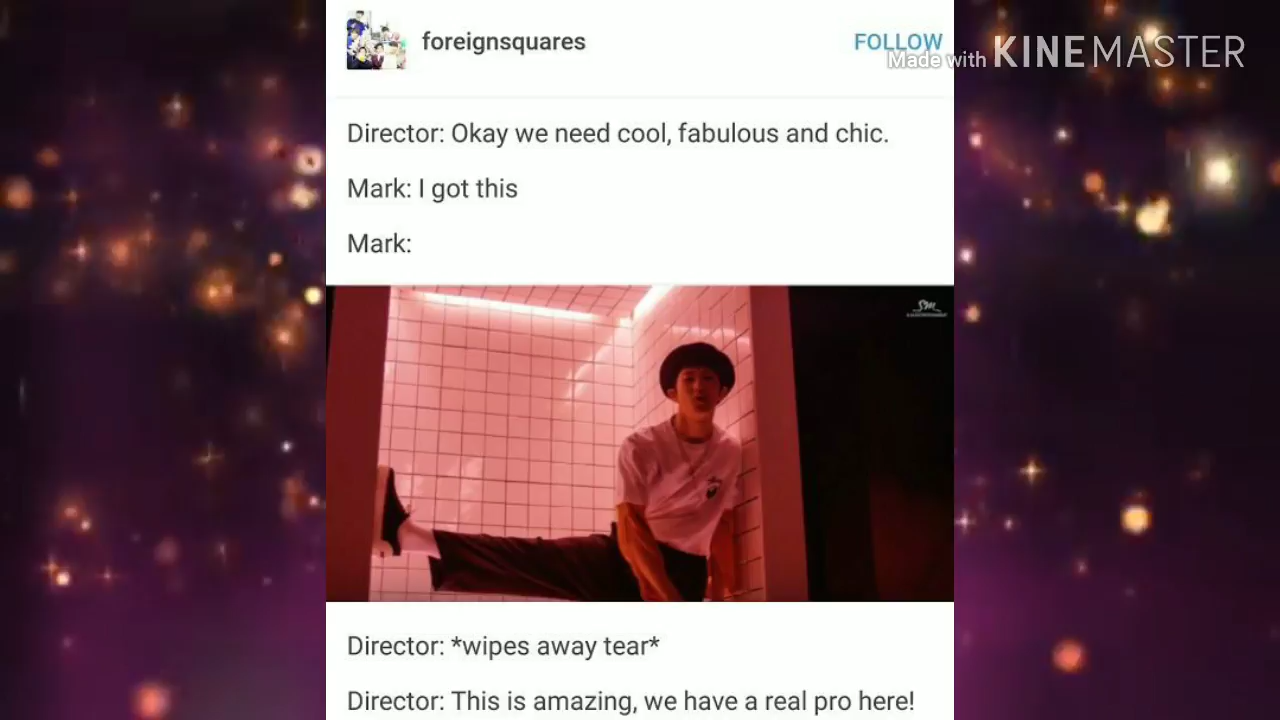 foreignsquares
FOLLOW
Made with KINEMASTER
Director: Okay we need cool, fabulous and chic.
Mark: I got this
Mark:
SM
Director: *wipes away tear*
Director: This is amazing, we have a real pro here!